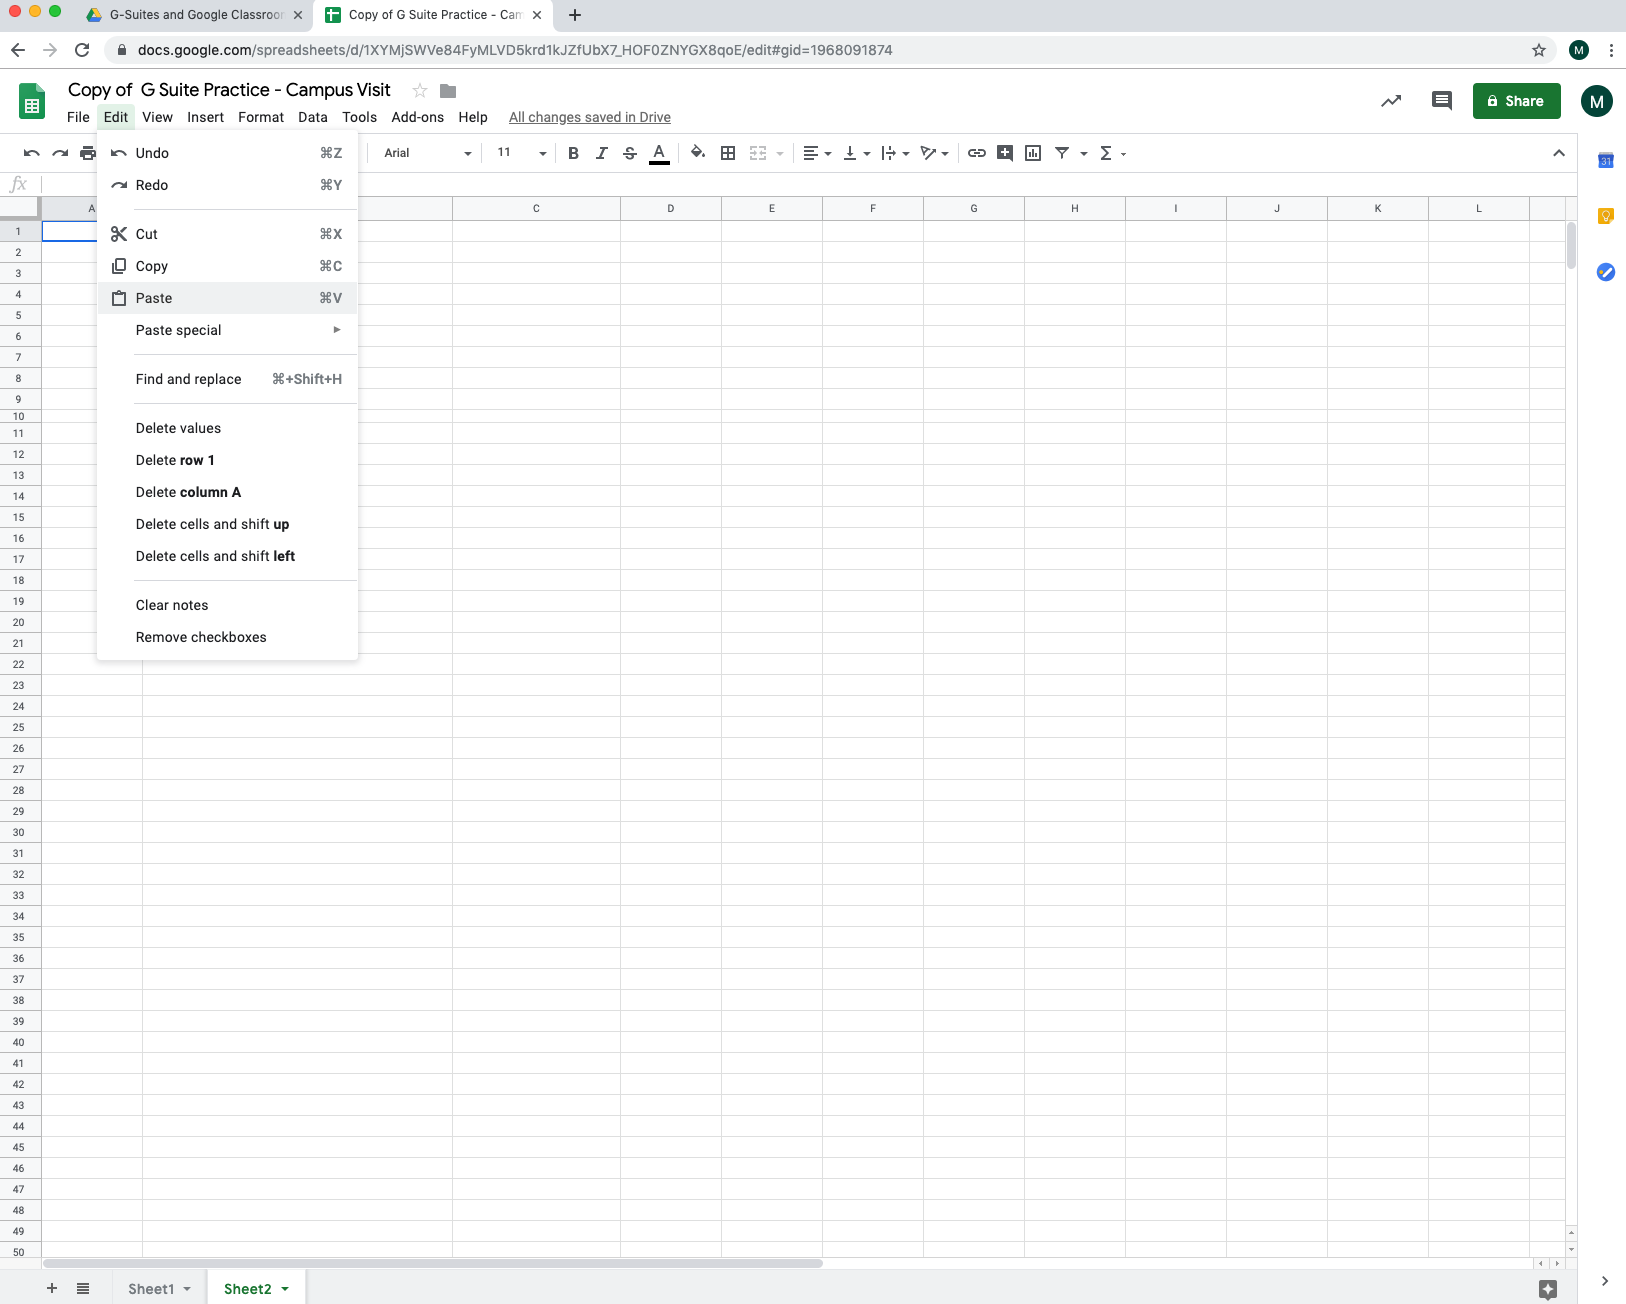 G-Suites and Google Classroor
Copy of G Suite Practice - Cam
docs.google.com/spreadsheets/d/1XYMjSWVe84FyMLVD5krd1kJZfUbX7_HOF0ZNYGX8qoE/edit#gid=1968091874
M
Copy of G Suite Practice - Campus Visit
Share
M
File Edit View Insert Format Data Tools Add-ons Help All changes saved in Drive
Arial 11 B I S A Σ
31
fx
Undo ⌘Z
Redo ⌘Y
Cut ⌘X
Copy ⌘C
Paste ⌘V
Paste special
Find and replace ⌘+Shift+H
Delete values
Delete row 1
Delete column A
Delete cells and shift up
Delete cells and shift left
Clear notes
Remove checkboxes
A C D E F G H I J K L
1
2
3
4
5
6
7
8
9
10
11
12
13
14
15
16
17
18
19
20
21
22
23
24
25
26
27
28
29
30
31
32
33
34
35
36
37
38
39
40
41
42
43
44
45
46
47
48
49
50
Sheet1 Sheet2